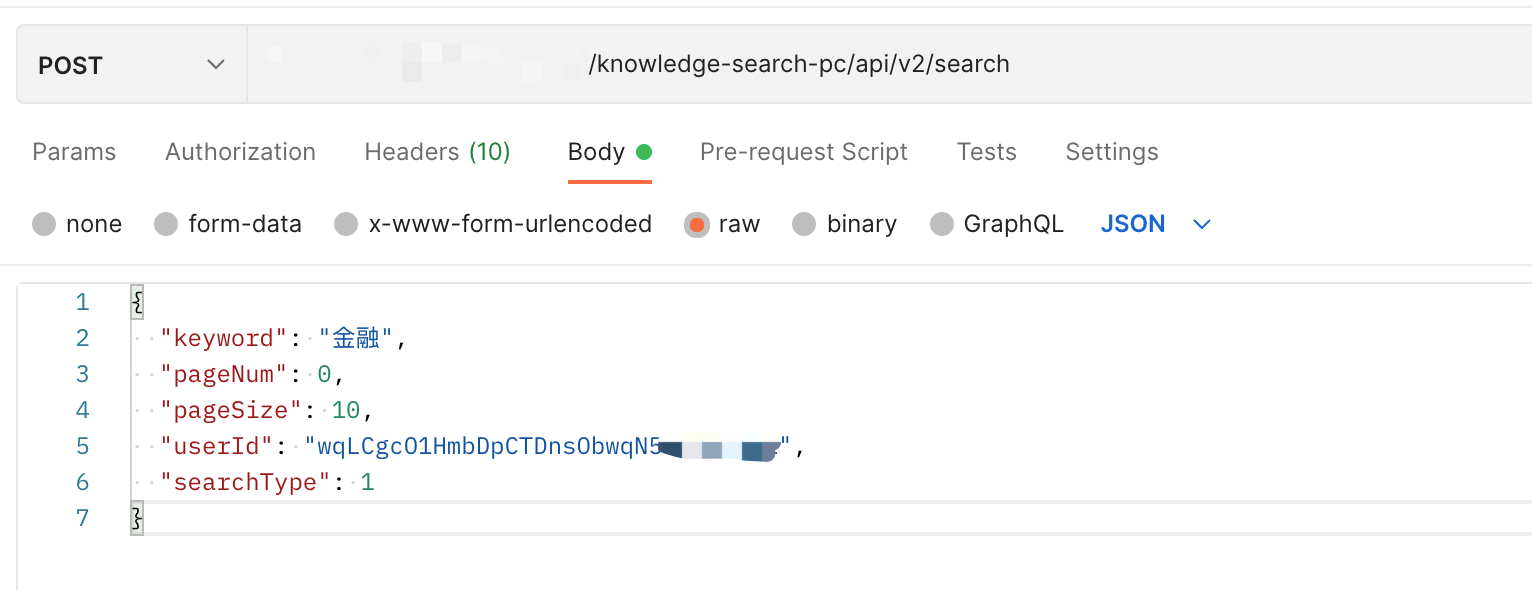 POST /knowledge-search-pc/api/v2/search
Params Authorization Headers (10) Body Pre-request Script Tests Settings
none form-data x-www-form-urlencoded raw binary GraphQL JSON
1 {
2 "keyword": "金融",
3 "pageNum": 0,
4 "pageSize": 10,
5 "userId": "wqLCgcO1HmbDpCTDnsObwqN5",
6 "searchType": 1
7 }